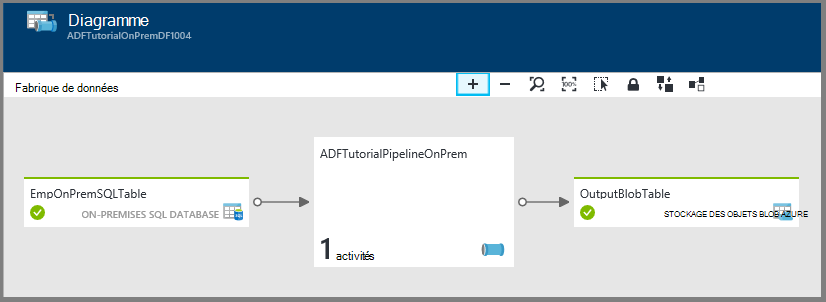 Diagramme
ADFTutorialOnPremDF1004
Fabrique de données
100%
ADFTutorialPipelineOnPrem
EmpOnPremSQLTable
ON-PREMISES SQL DATABASE
OutputBlobTable
STOCKAGE DES OBJETS BLOB AZURE
1 activités